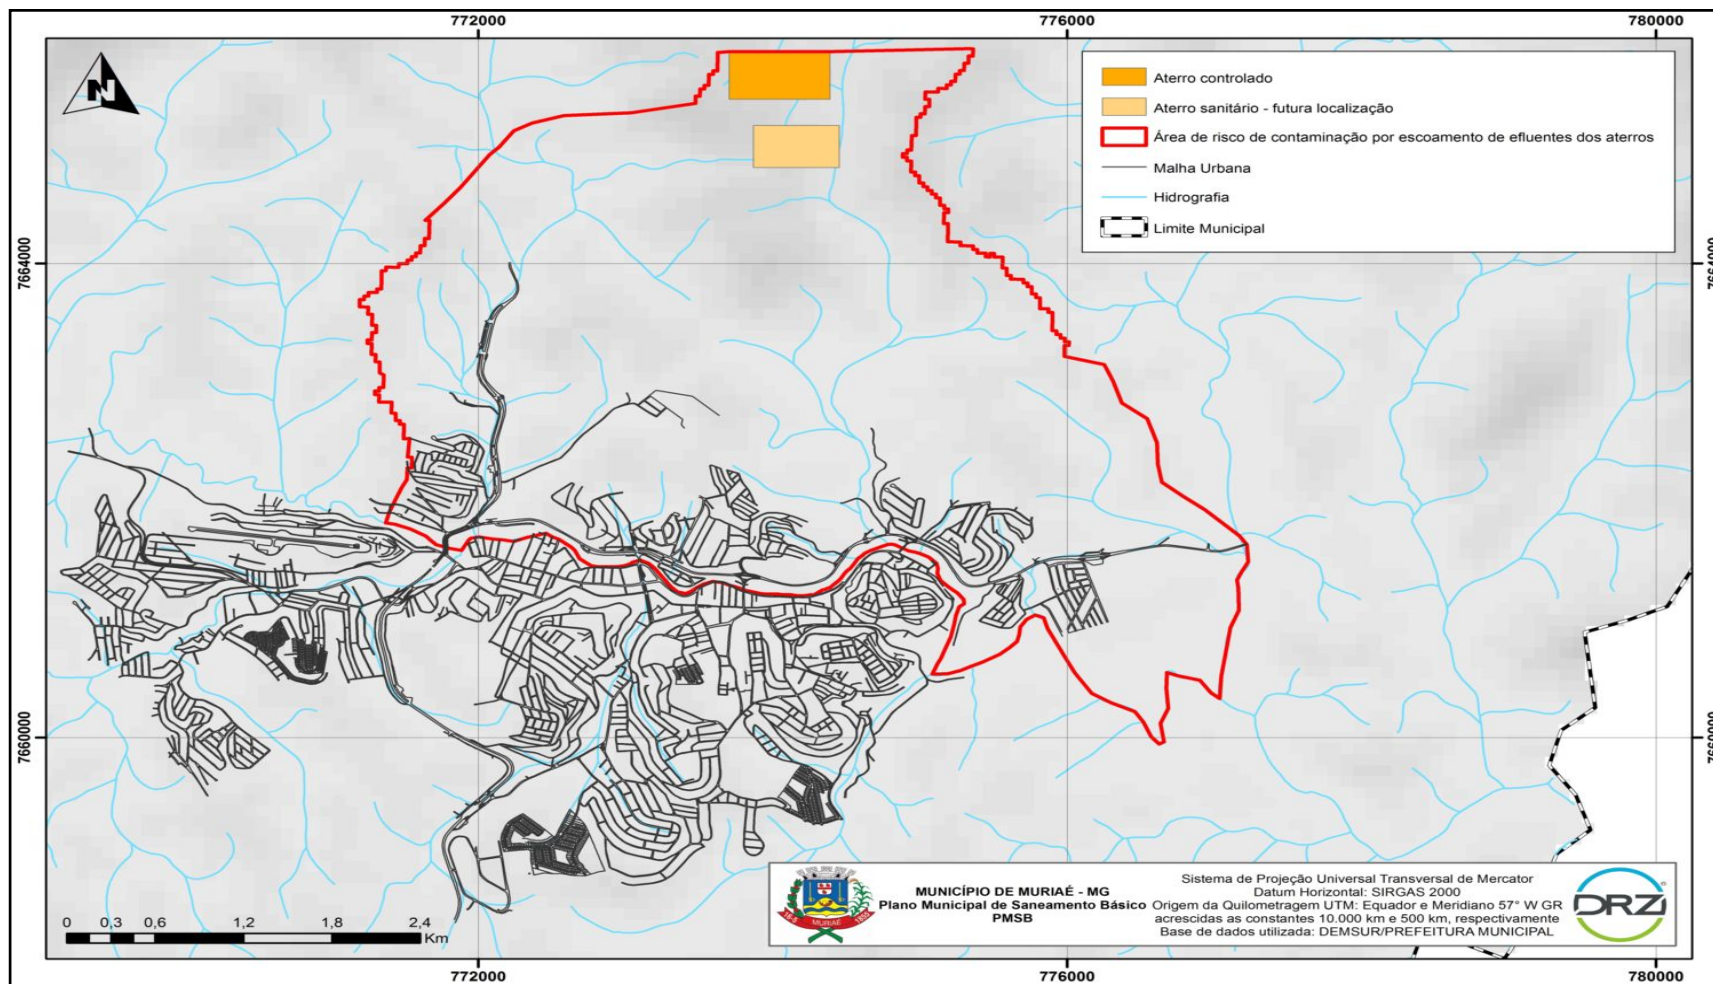 772000
776000
780000
N
Aterro controlado
Aterro sanitário - futura localização
Área de risco de contaminação por escoamento de efluentes dos aterros
Malha Urbana
Hidrografia
Limite Municipal
7664000
7664000
7660000
7660000
0 0,3 0,6 1,2 1,8 2,4
Km
MURIAÉ
MUNICÍPIO DE MURIAÉ - MG
Plano Municipal de Saneamento Básico
PMSB
Sistema de Projeção Universal Transversal de Mercator
Datum Horizontal: SIRGAS 2000
Origem da Quilometragem UTM: Equador e Meridiano 57° W GR
acrescidas as constantes 10.000 km e 500 km, respectivamente
Base de dados utilizada: DEMSUR/PREFEITURA MUNICIPAL
DRZ
772000
776000
780000